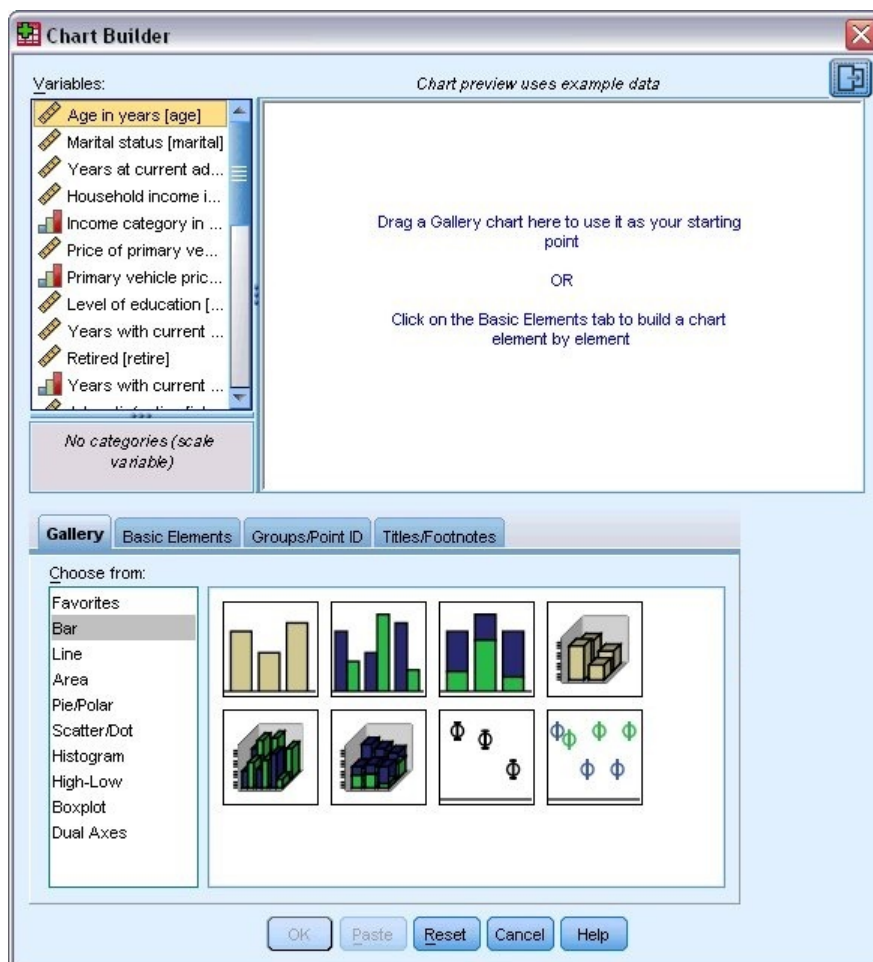 Chart Builder
Variables:
Chart preview uses example data
Age in years [age]
Marital status [marital]
Years at current ad...
Household income i...
Income category in ...
Price of primary ve...
Primary vehicle pric...
Level of education [...
Years with current ...
Retired [retire]
Years with current ...
No categories (scale
variable)
Drag a Gallery chart here to use it as your starting
point
OR
Click on the Basic Elements tab to build a chart
element by element
Gallery
Basic Elements
Groups/Point ID
Titles/Footnotes
Choose from:
Favorites
Bar
Line
Area
Pie/Polar
Scatter/Dot
Histogram
High-Low
Boxplot
Dual Axes
OK
Paste
Reset
Cancel
Help